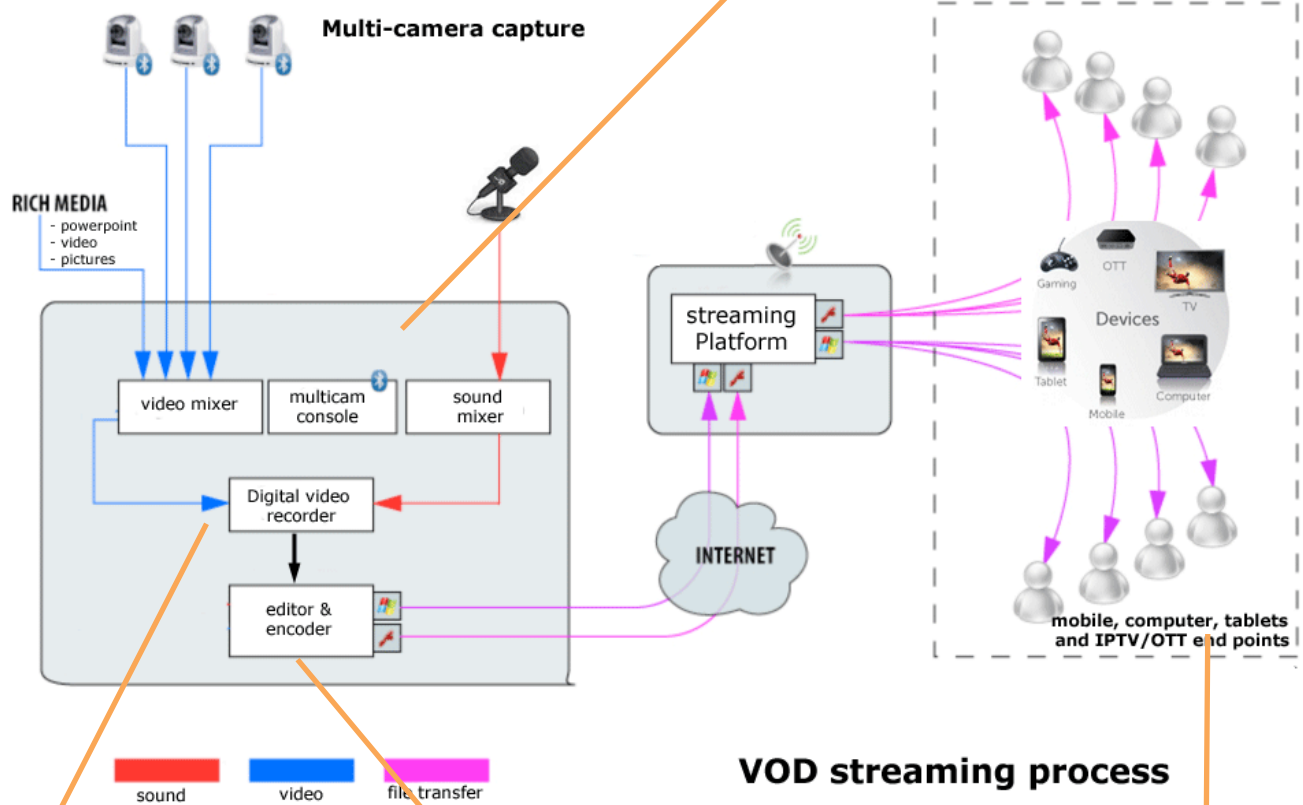 Multi-camera capture
RICH MEDIA
- powerpoint
- video
- pictures
video mixer
multicam
console
sound
mixer
Digital video
recorder
editor &
encoder
streaming
Platform
INTERNET
Gaming
OTT
TV
Devices
Tablet
Mobile
Computer
mobile, computer, tablets
and IPTV/OTT end points
sound
video
file transfer
VOD streaming process